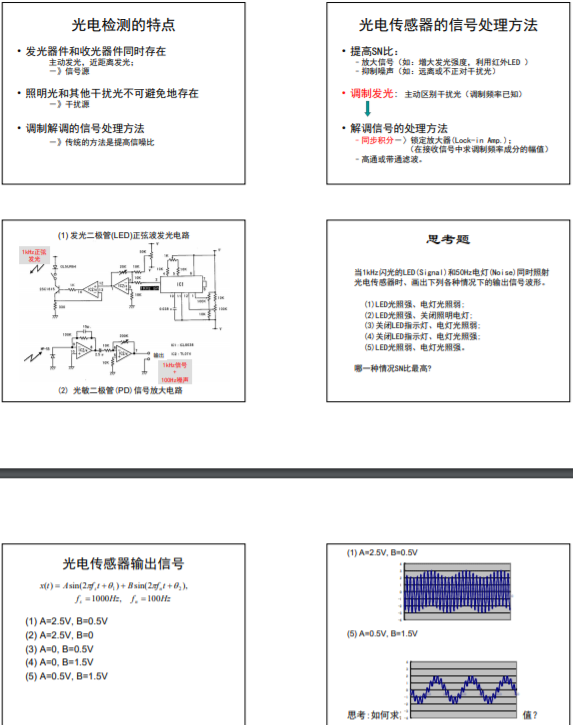 光电检测的特点
• 发光器件和收光器件同时存在
主动发光，近距离发光；
－》信号源
• 照明光和其他干扰光不可避免地存在
－》干扰源
• 调制解调的信号处理方法
－》传统的方法是提高信噪比
光电传感器的信号处理方法
• 提高SN比：
- 放大信号（如：增大发光强度，利用红外LED ）
- 抑制噪声（如：远离或不正对干扰光）
• 调制发光： 主动区别干扰光（调制频率已知）
• 解调信号的处理方法
- 同步积分－〉锁定放大器(Lock-in Amp.)；
（在接收信号中求调制频率成分的幅值）
- 高通或带通滤波。
(1) 发光二极管(LED)正弦波发光电路
1kHz正弦
发光
输出
1kHz信号
+
100Hz噪声
(2) 光敏二极管(PD)信号放大电路
思考题
当1kHz闪光的LED(Signal)和50Hz电灯(Noise)同时照射
光电传感器时、画出下列各种情况下的输出信号波形。
(1)LED光照强、电灯光照弱；
(2)LED光照强、关闭照明电灯；
(3)关闭LED指示灯、电灯光照弱；
(4)关闭LED指示灯、电灯光照强；
(5)LED光照弱、电灯光照强。
哪一种情况SN比最高?
光电传感器输出信号
x(t) = A sin(2πfₛt + θ₁) + B sin(2πfₙt + θ₂),
fₛ = 1000Hz, fₙ = 100Hz
(1) A=2.5V, B=0.5V
(2) A=2.5V, B=0
(3) A=0, B=0.5V
(4) A=0, B=1.5V
(5) A=0.5V, B=1.5V
(1) A=2.5V, B=0.5V
(5) A=0.5V, B=1.5V
思考:如何求
值?